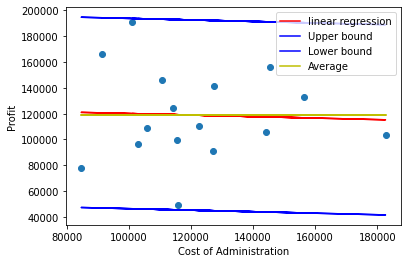 200000
180000
160000
140000
120000
100000
80000
60000
40000
Profit
linear regression
Upper bound
Lower bound
Average
80000 100000 120000 140000 160000 180000
Cost of Administration